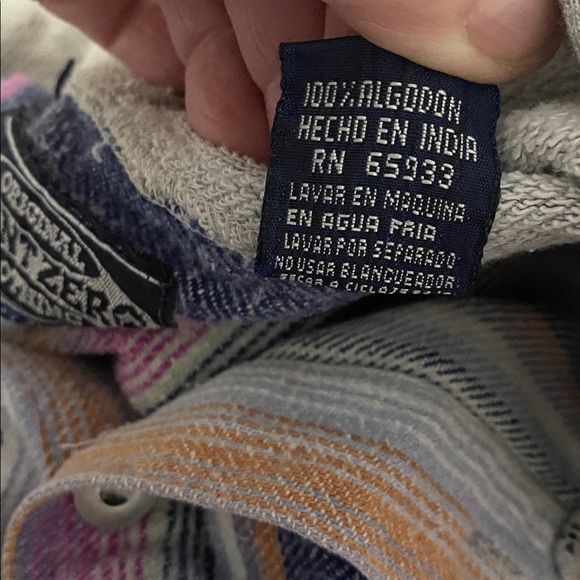 100% ALGODON
HECHO EN INDIA
RN 65933
LAVAR EN MAQUINA
EN AGUA FRIA
LAVAR POR SEPARADO
NO USAR BLANQUEADOR
ORIGINAL